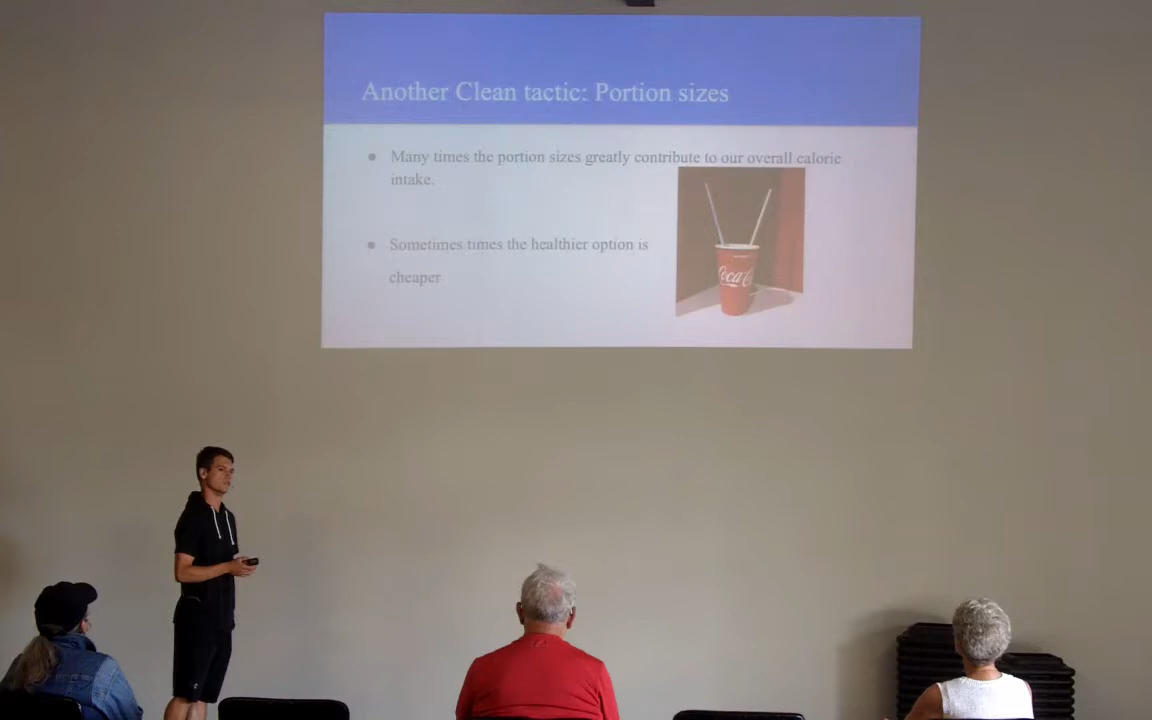 Another Clean tactic: Portion sizes
Many times the portion sizes greatly contribute to our overall calorie
intake.
Sometimes times the healthier option is
cheaper
Coca-C